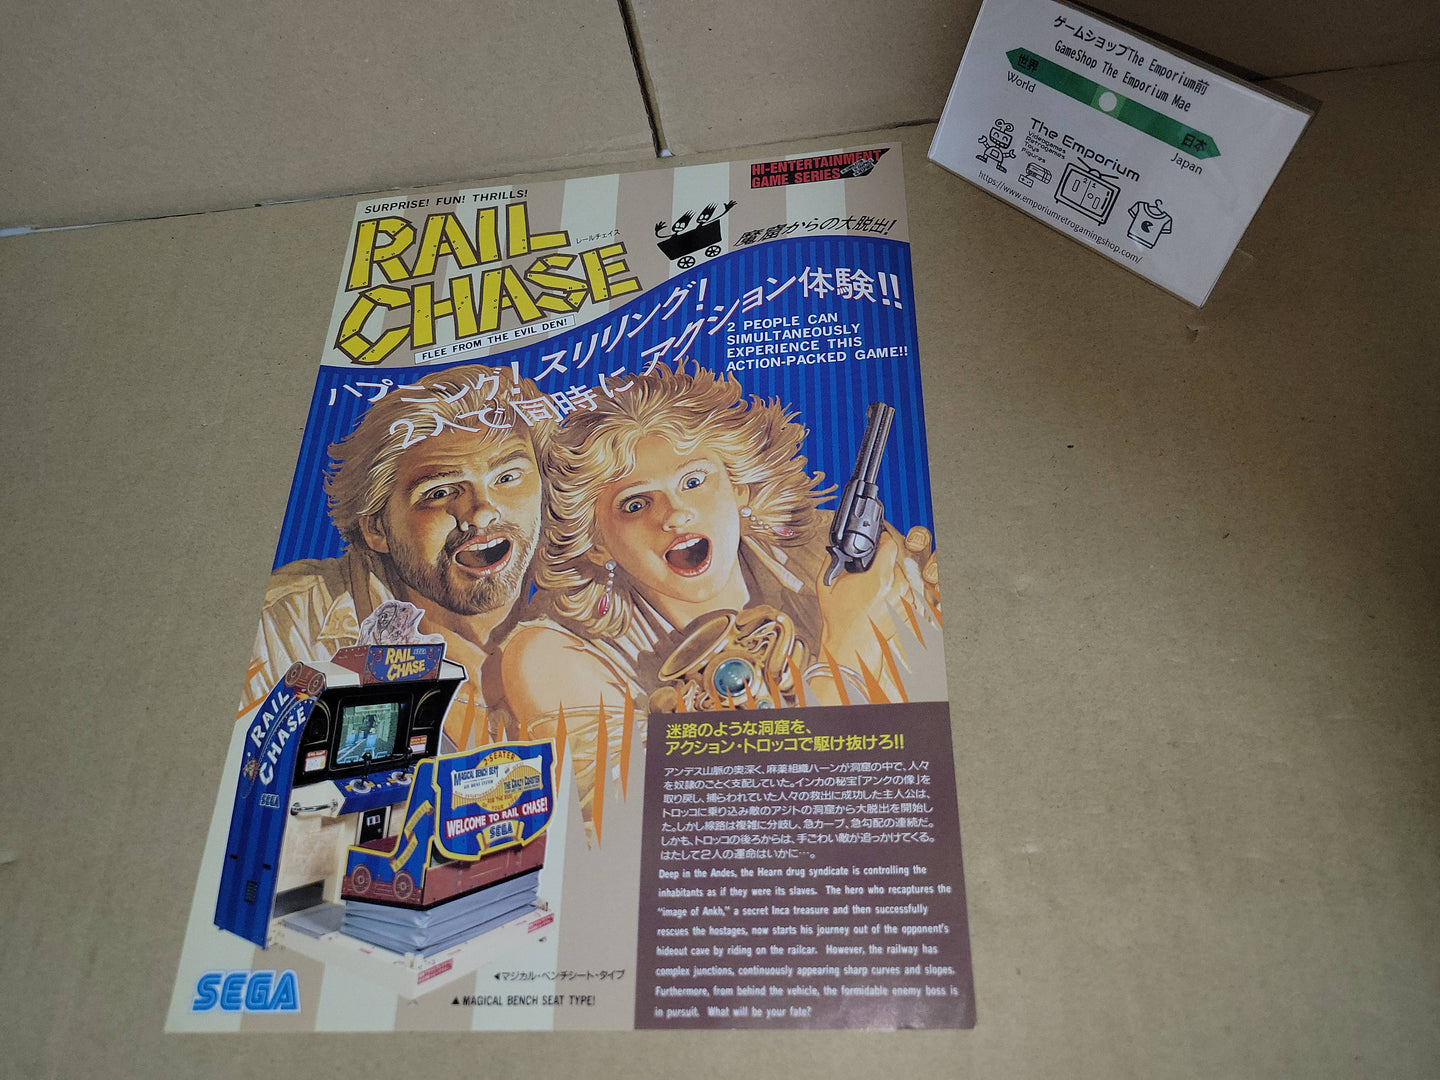 ゲームショップThe Emporium前
GameShop The Emporium Mae
世界
World
日本
Japan
The Emporium
Videogames
Retrogames
Toys
Figures
https://www.emporiumretrogamingshop.com/
HI-ENTERTAINMENT
GAME SERIES
SURPRISE! FUN! THRILLS!
RAIL
CHASE
レールチェイス
魔窟からの大脱出!
FLEE FROM THE EVIL DEN!
ハプニング!スリリング!
2人で同時にアクション体験!!
2 PEOPLE CAN
SIMULTANEOUSLY
EXPERIENCE THIS
ACTION-PACKED GAME!!
RAIL
CHASE
RAIL
CHASE
SEGA
2-SEATER
MAGICAL BENCH SEAT
THE CRAZY COASTER
WELCOME TO RAIL CHASE!
SEGA
迷路のような洞窟を、
アクション・トロッコで駆け抜けろ!!
アンデス山脈の奥深く、麻薬組織ハーンが洞窟の中で、人々
を奴隷のごとく支配していた。インカの秘宝「アンクの像」を
取り戻し、捕らわれていた人々の救出に成功した主人公は、
トロッコに乗り込み敵のアジトの洞窟から大脱出を開始し
た。しかし線路は複雑に分岐し、急カーブ、急勾配の連続だ。
しかも、トロッコの後ろからは、手ごわい敵が追っかけてくる。
はたして2人の運命はいかに…。
Deep in the Andes, the Hearn drug syndicate is controlling the
inhabitants as if they were its slaves. The hero who recaptures the
"image of Ankh," a secret Inca treasure and then successfully
rescues the hostages, now starts his journey out of the opponent's
hideout cave by riding on the railcar. However, the railway has
complex junctions, continuously appearing sharp curves and slopes.
Furthermore, from behind the vehicle, the formidable enemy boss is
in pursuit. What will be your fate?
◀マジカル・ベンチシート・タイプ
▲MAGICAL BENCH SEAT TYPE!
SEGA